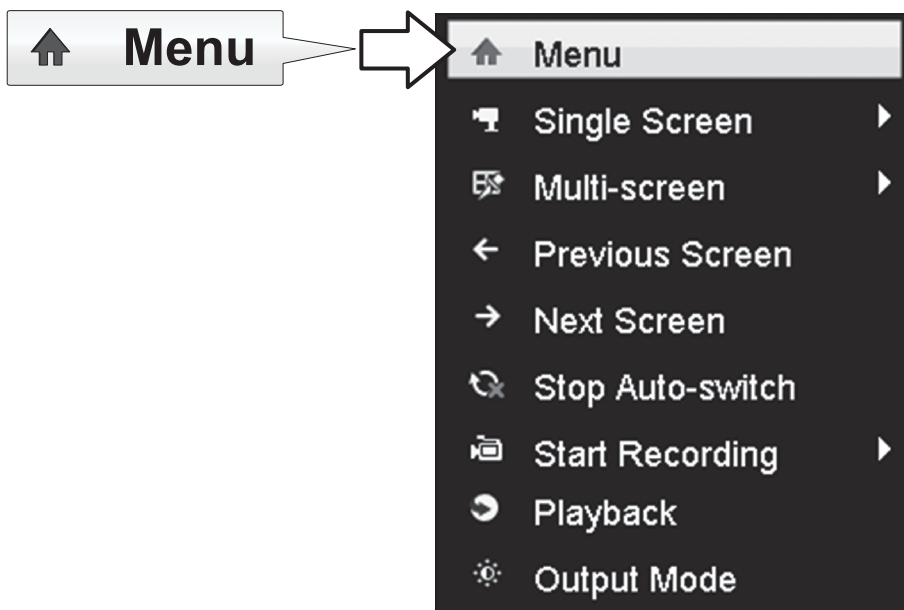 Menu
Menu
Single Screen
Multi-screen
Previous Screen
Next Screen
Stop Auto-switch
Start Recording
Playback
Output Mode